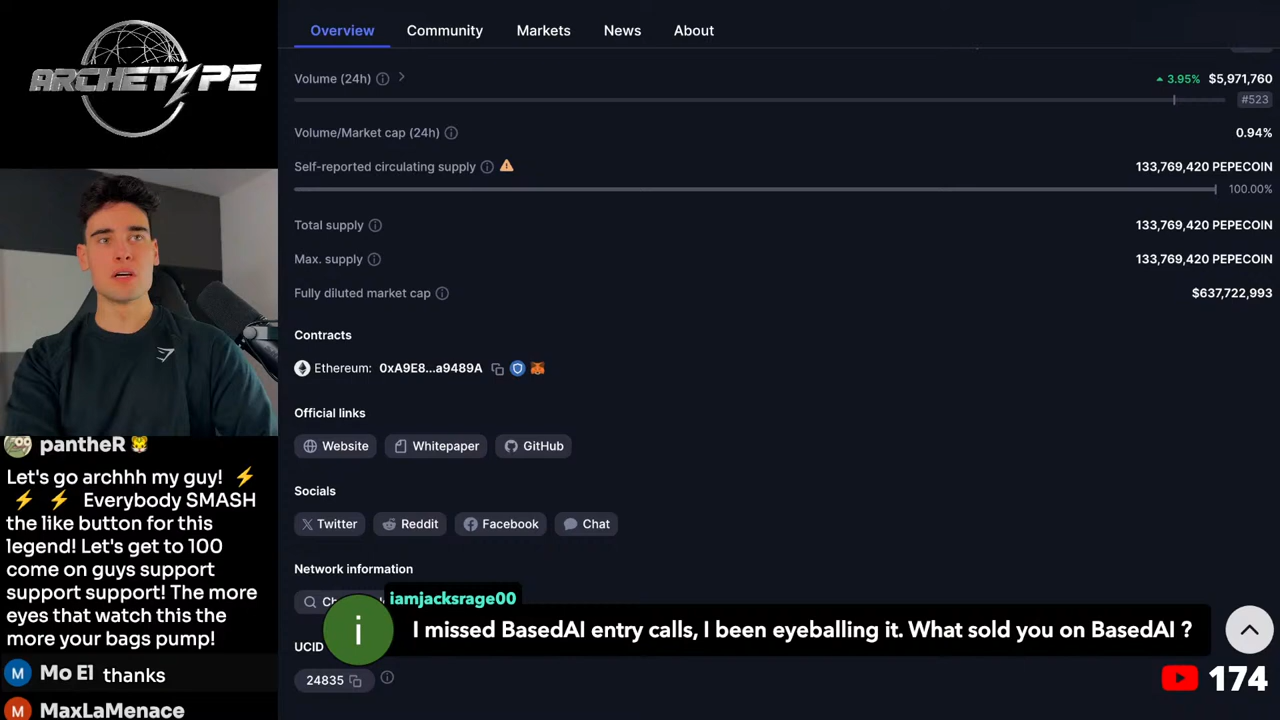 ARCHETYPE
Overview
Community
Markets
News
About
Volume (24h)
3.95% $5,971,760
#523
Volume/Market cap (24h)
0.94%
Self-reported circulating supply
133,769,420 PEPECOIN
100.00%
Total supply
133,769,420 PEPECOIN
Max. supply
133,769,420 PEPECOIN
Fully diluted market cap
$637,722,993
Contracts
Ethereum: 0xA9E8...a9489A
Official links
Website
Whitepaper
GitHub
Socials
Twitter
Reddit
Facebook
Chat
Network information
UCID
24835
pantheR
Let's go archhh my guy!
Everybody SMASH
the like button for this
legend! Let's get to 100
come on guys support
support support! The more
eyes that watch this the
more your bags pump!
M Mo El thanks
M MaxLaMenace
iamjacksrage00
i I missed BasedAI entry calls, I been eyeballing it. What sold you on BasedAI ?
174